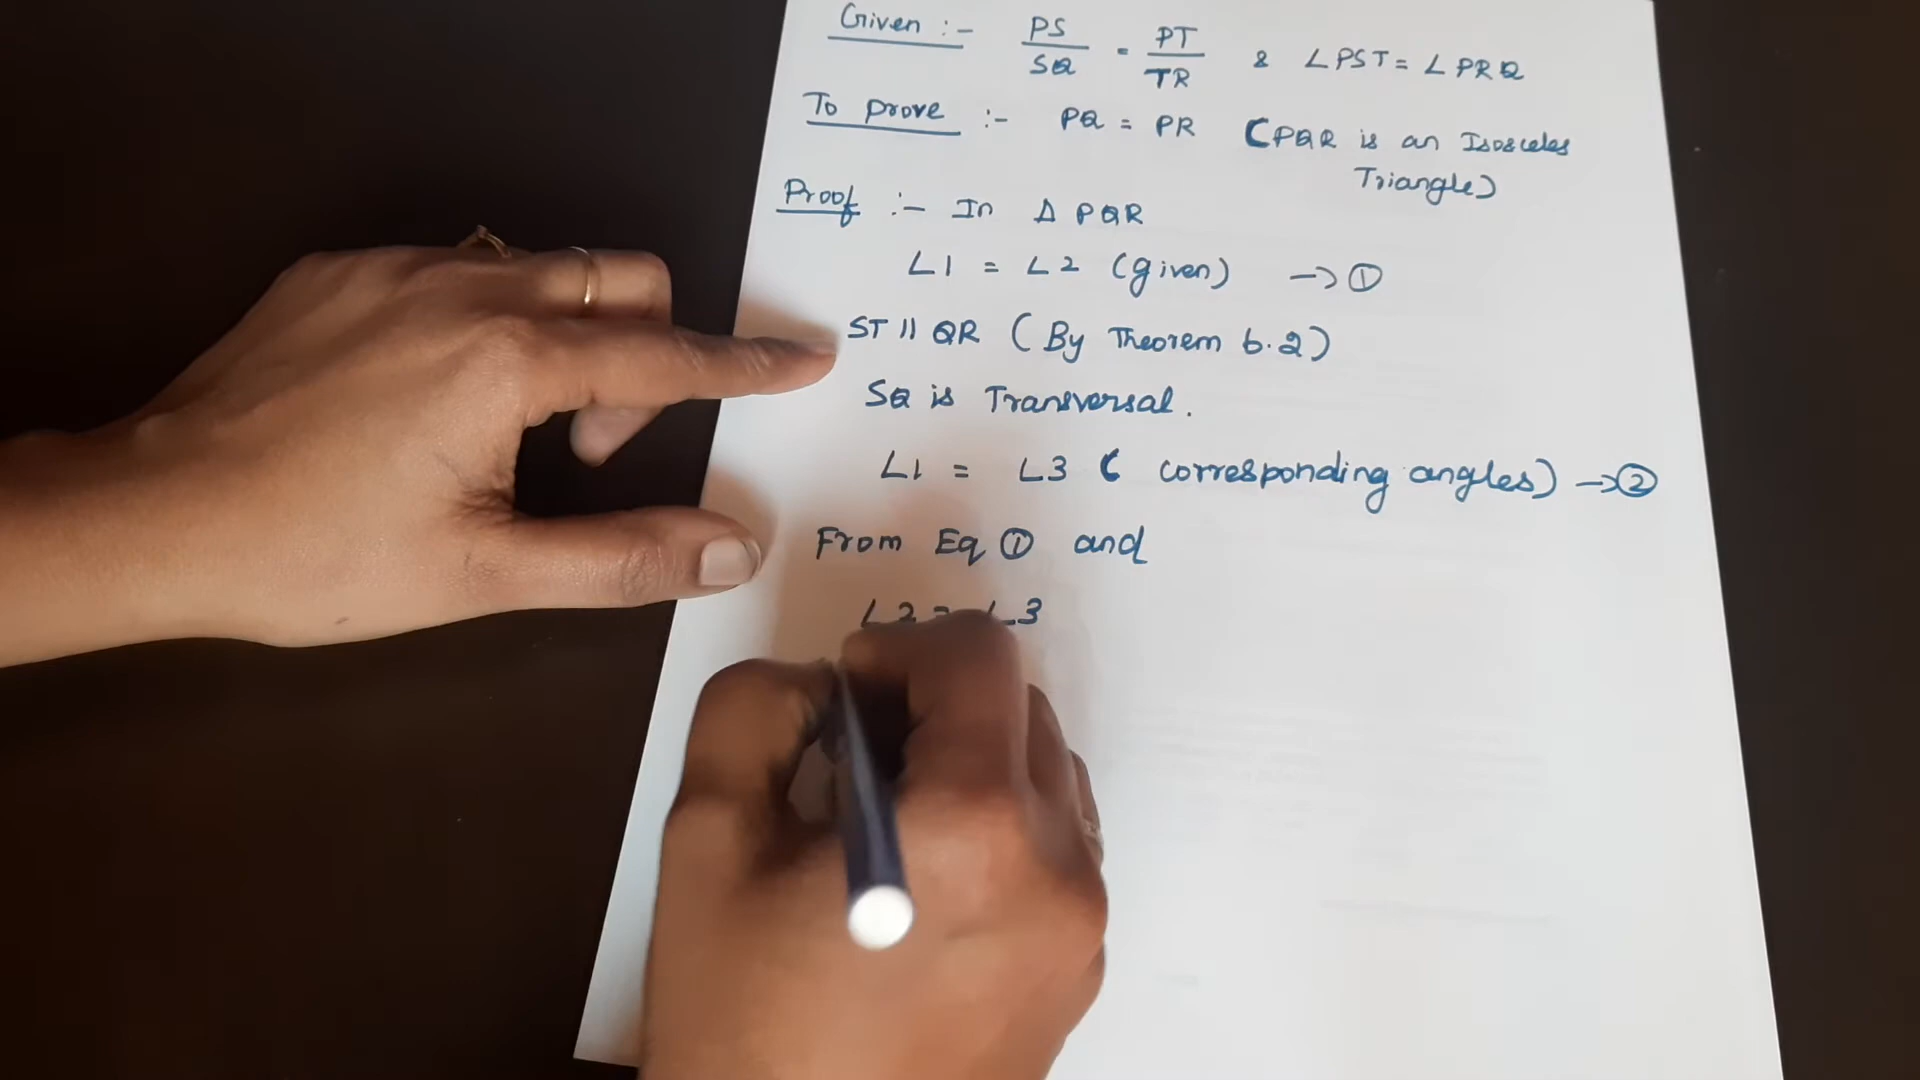 Given :- PS/SQ = PT/TR & ∠PST = ∠PRQ
To prove :- PQ = PR (PQR is an Isosceles
Triangle)
Proof :- In Δ PQR
∠1 = ∠2 (given) → ①
ST || QR (By Theorem 6.2)
SQ is Transversal.
∠1 = ∠3 (corresponding angles) → ②
From Eq ① and
∠2 = ∠3